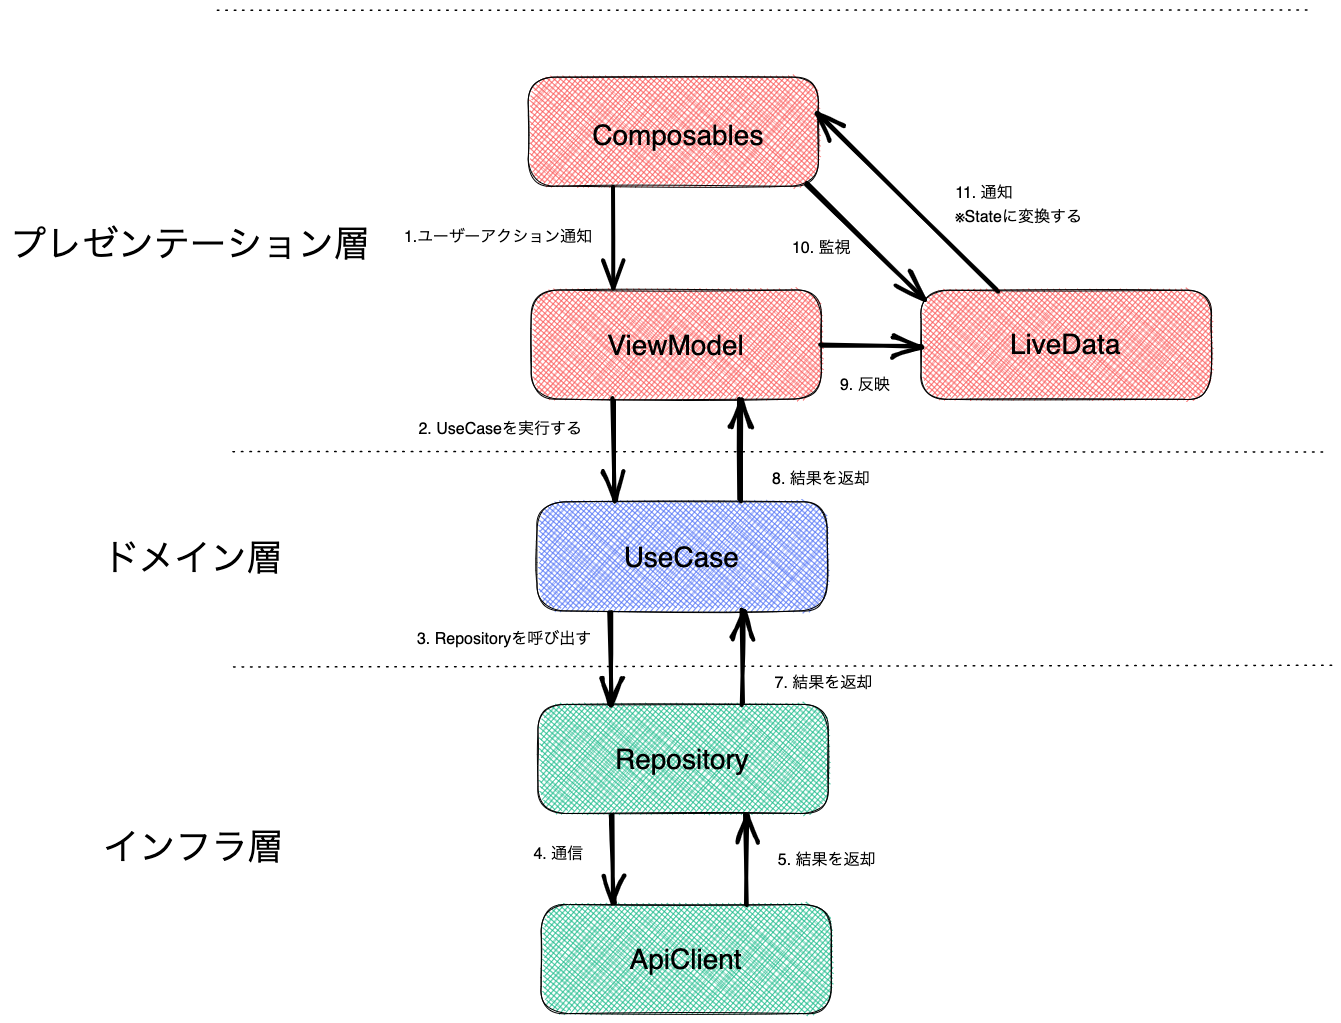 Composables
11. 通知
※Stateに変換する
プレゼンテーション層
1.ユーザーアクション通知
10. 監視
ViewModel
LiveData
9. 反映
2. UseCaseを実行する
8. 結果を返却
ドメイン層
UseCase
3. Repositoryを呼び出す
7. 結果を返却
Repository
インフラ層
4. 通信
5. 結果を返却
ApiClient